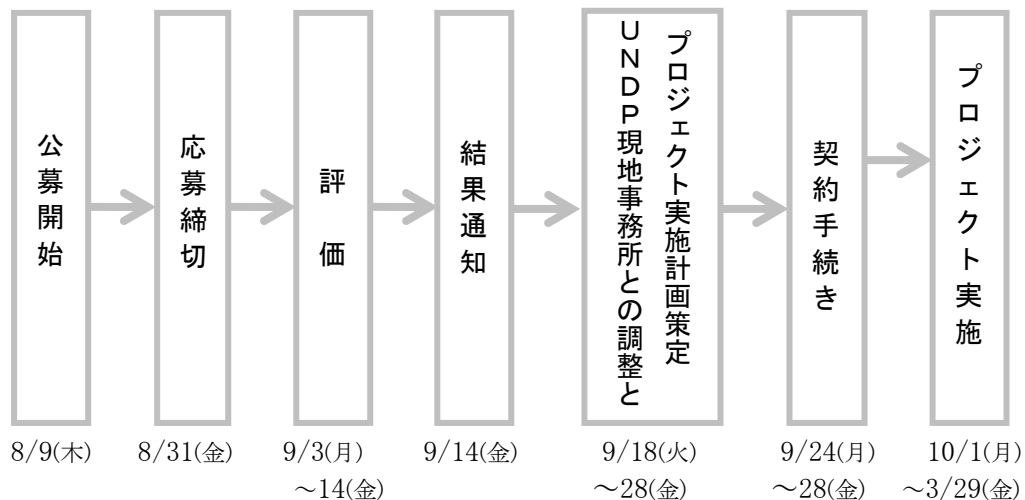 公募開始
応募締切
評価
結果通知
UNDP現地事務所との調整と
プロジェクト実施計画策定
契約手続き
プロジェクト実施
8/9(木)
8/31(金)
9/3(月)
～14(金)
9/14(金)
9/18(火)
～28(金)
9/24(月)
～28(金)
10/1(月)
～3/29(金)